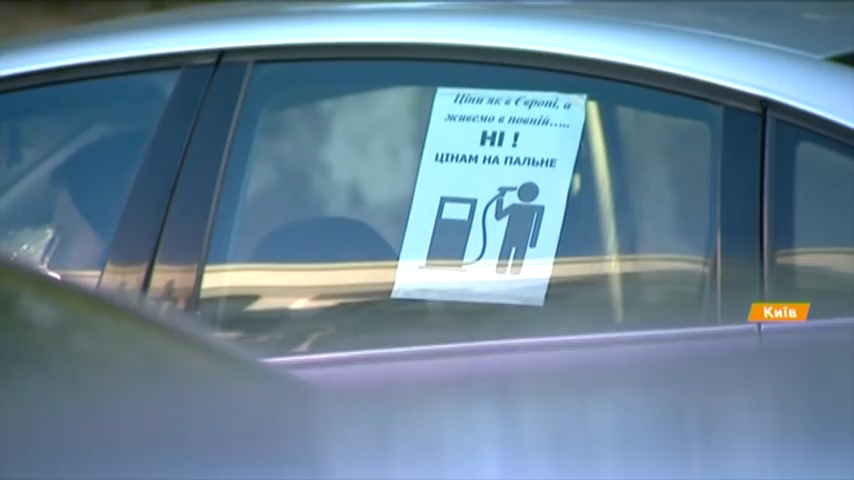 Ціни як в Європі, а
живемо в повній.....
НІ !
ЦІНАМ НА ПАЛЬНЕ
Київ